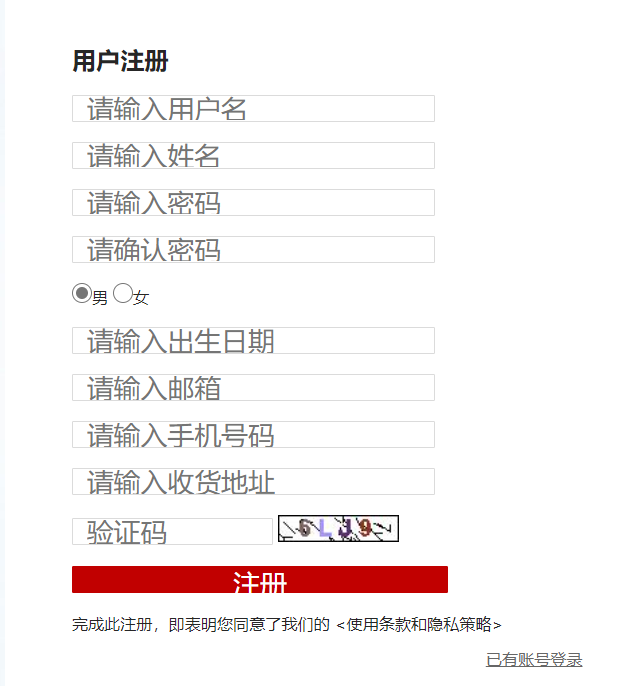 用户注册
请输入用户名
请输入姓名
请输入密码
请确认密码
男 女
请输入出生日期
请输入邮箱
请输入手机号码
请输入收货地址
验证码 6LJ9
注册
完成此注册，即表明您同意了我们的 <使用条款和隐私策略>
已有账号登录